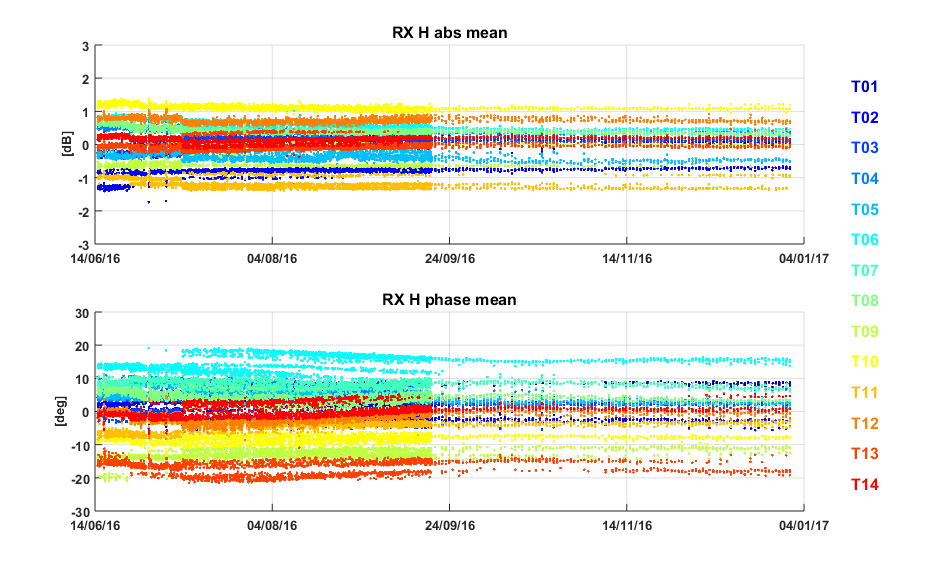 RX H abs mean
3
2
1
0
-1
-2
-3
[dB]
14/06/16 04/08/16 24/09/16 14/11/16 04/01/17
RX H phase mean
30
20
10
0
-10
-20
-30
[deg]
14/06/16 04/08/16 24/09/16 14/11/16 04/01/17
T01
T02
T03
T04
T05
T06
T07
T08
T09
T10
T11
T12
T13
T14